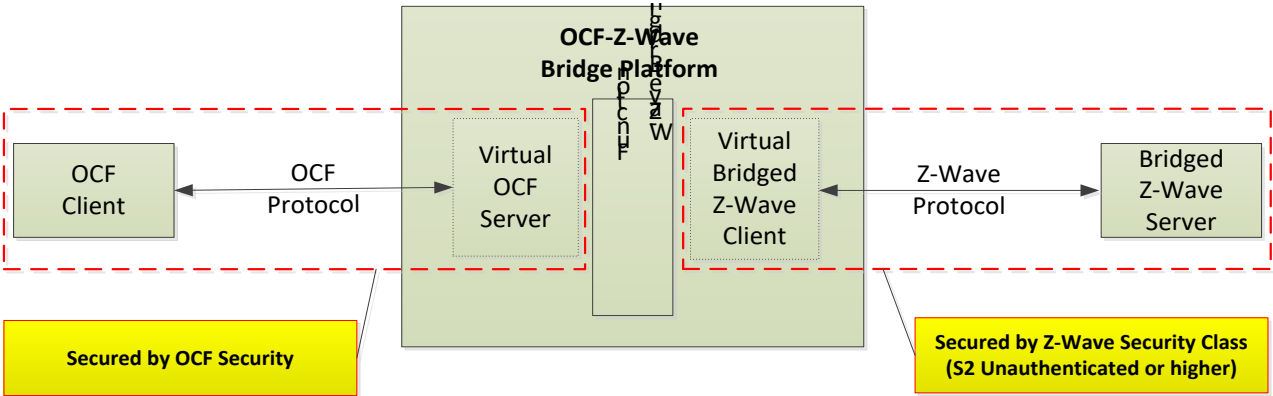 OCF-Z-Wave
Bridge Platform
OCF
Client
OCF
Protocol
Virtual
OCF
Server
Virtual
Bridged
Z-Wave
Client
Z-Wave
Protocol
Bridged
Z-Wave
Server
Secured by OCF Security
Secured by Z-Wave Security Class
(S2 Unauthenticated or higher)